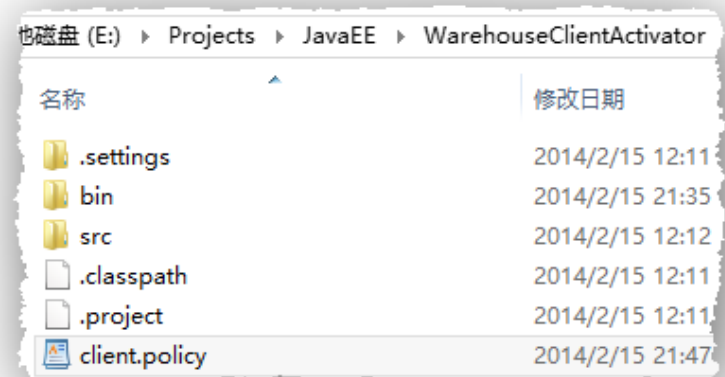 地磁盘 (E:) ▸ Projects ▸ JavaEE ▸ WarehouseClientActivator
名称 修改日期
.settings 2014/2/15 12:11
bin 2014/2/15 21:35
src 2014/2/15 12:12
.classpath 2014/2/15 12:11
.project 2014/2/15 12:11
client.policy 2014/2/15 21:47